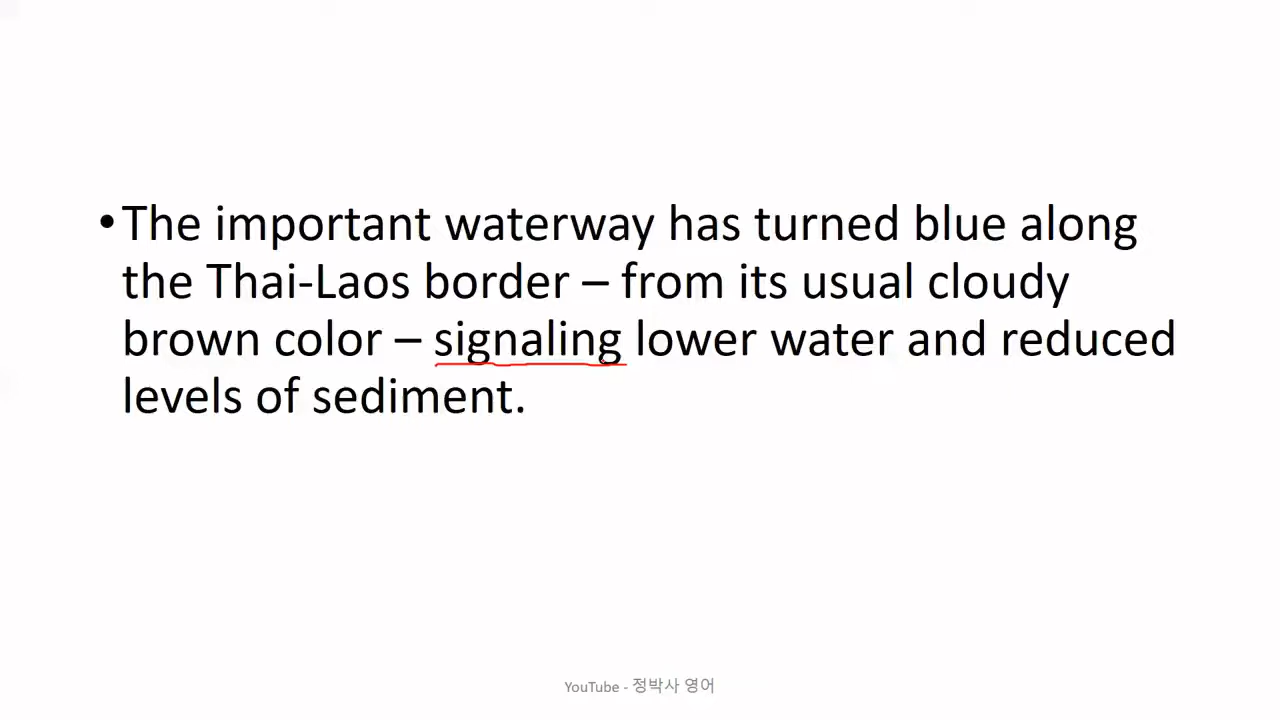 •The important waterway has turned blue along
the Thai-Laos border – from its usual cloudy
brown color – signaling lower water and reduced
levels of sediment.
YouTube - 정박사 영어